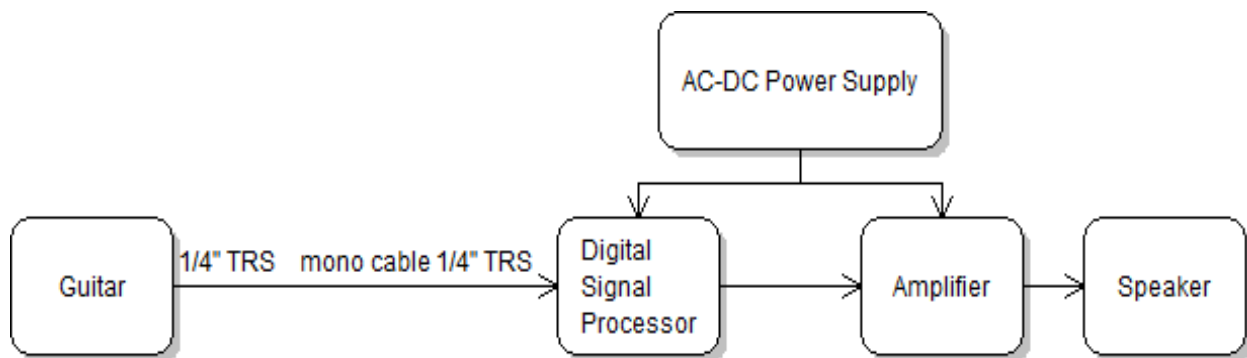 AC-DC Power Supply
Guitar
1/4" TRS mono cable 1/4" TRS
Digital
Signal
Processor
Amplifier
Speaker